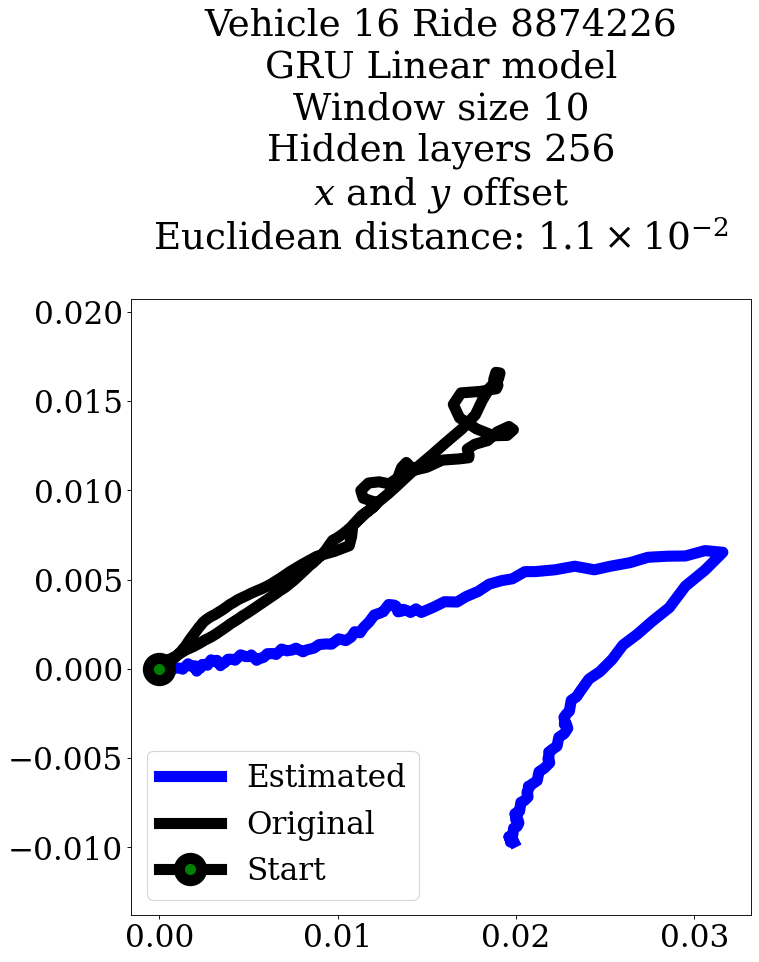 Vehicle 16 Ride 8874226
GRU Linear model
Window size 10
Hidden layers 256
x and y offset
Euclidean distance: 1.1 × 10⁻²
0.020
0.015
0.010
0.005
0.000
−0.005
−0.010
Estimated
Original
Start
0.00 0.01 0.02 0.03